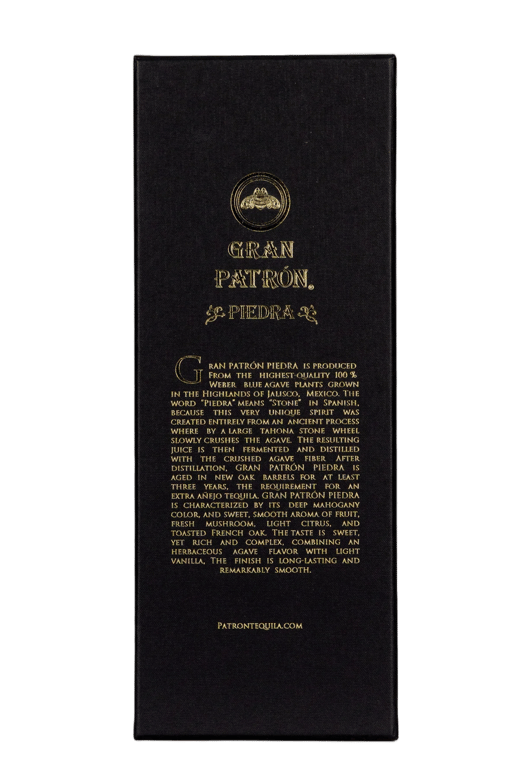 GRAN
PATRÓN®
PIEDRA
GRAN PATRÓN PIEDRA IS PRODUCED
FROM THE HIGHEST-QUALITY 100 %
WEBER BLUE AGAVE PLANTS GROWN
IN THE HIGHLANDS OF JALISCO, MEXICO. THE
WORD "PIEDRA" MEANS "STONE" IN SPANISH,
BECAUSE THIS VERY UNIQUE SPIRIT WAS
CREATED ENTIRELY FROM AN ANCIENT PROCESS
WHERE BY A LARGE TAHONA STONE WHEEL
SLOWLY CRUSHES THE AGAVE. THE RESULTING
JUICE IS THEN FERMENTED AND DISTILLED
WITH THE CRUSHED AGAVE FIBER AFTER
DISTILLATION, GRAN PATRÓN PIEDRA IS
AGED IN NEW OAK BARRELS FOR AT LEAST
THREE YEARS, THE REQUIREMENT FOR AN
EXTRA AÑEJO TEQUILA. GRAN PATRÓN PIEDRA
IS CHARACTERIZED BY ITS DEEP MAHOGANY
COLOR, AND SWEET, SMOOTH AROMA OF FRUIT,
FRESH MUSHROOM, LIGHT CITRUS, AND
TOASTED FRENCH OAK. THE TASTE IS SWEET,
YET RICH AND COMPLEX, COMBINING AN
HERBACEOUS AGAVE FLAVOR WITH LIGHT
VANILLA, THE FINISH IS LONG-LASTING AND
REMARKABLY SMOOTH.
PATRONTEQUILA.COM